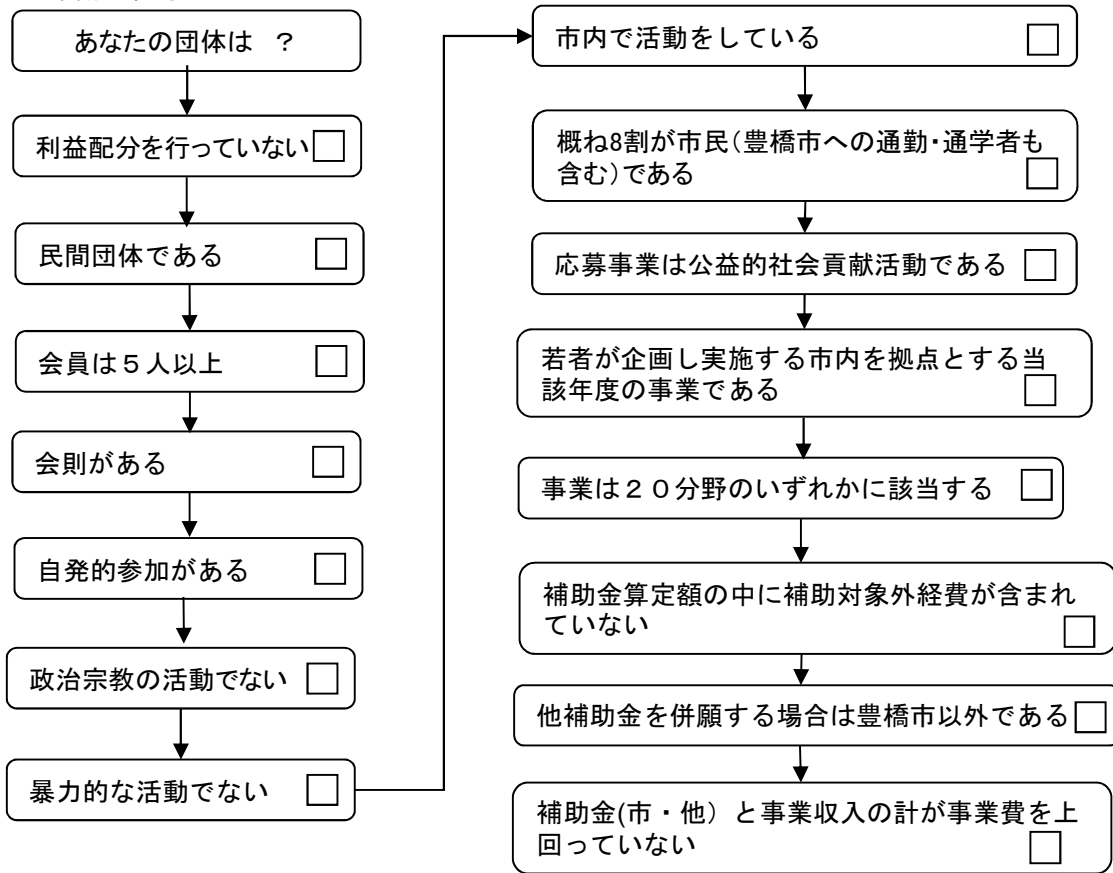 あなたの団体は　？
利益配分を行っていない□
民間団体である　□
会員は５人以上　□
会則がある　□
自発的参加がある　□
政治宗教の活動でない　□
暴力的な活動でない　□
市内で活動をしている　□
概ね8割が市民（豊橋市への通勤・通学者も
含む）である　□
応募事業は公益的社会貢献活動である　□
若者が企画し実施する市内を拠点とする当
該年度の事業である　□
事業は２０分野のいずれかに該当する　□
補助金算定額の中に補助対象外経費が含まれ
ていない　□
他補助金を併願する場合は豊橋市以外である□
補助金(市・他）と事業収入の計が事業費を上
回っていない　□